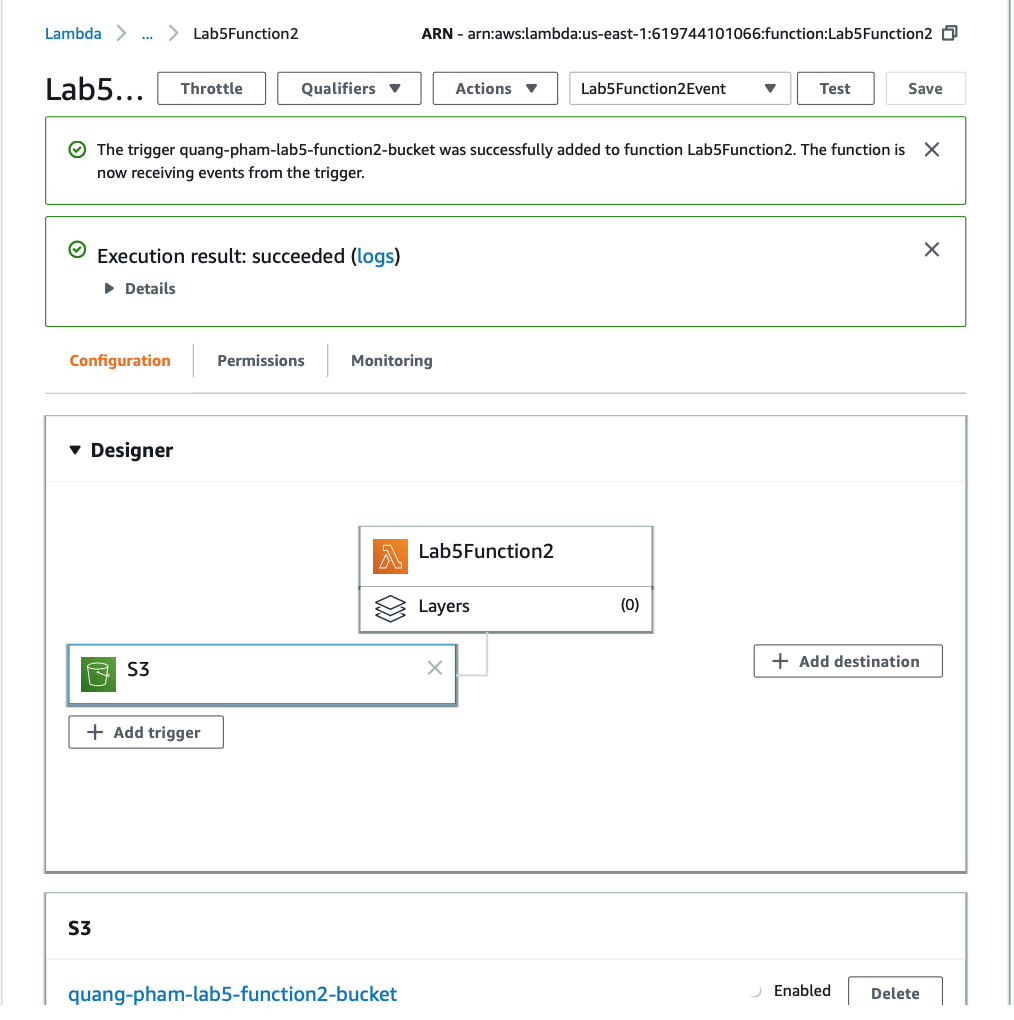 Lambda > ... > Lab5Function2 ARN - arn:aws:lambda:us-east-1:619744101066:function:Lab5Function2
Lab5... Throttle Qualifiers Actions Lab5Function2Event Test Save
The trigger quang-pham-lab5-function2-bucket was successfully added to function Lab5Function2. The function is
now receiving events from the trigger.
Execution result: succeeded (logs)
Details
Configuration Permissions Monitoring
Designer
Lab5Function2
Layers (0)
S3
Add destination
Add trigger
S3
quang-pham-lab5-function2-bucket Enabled Delete